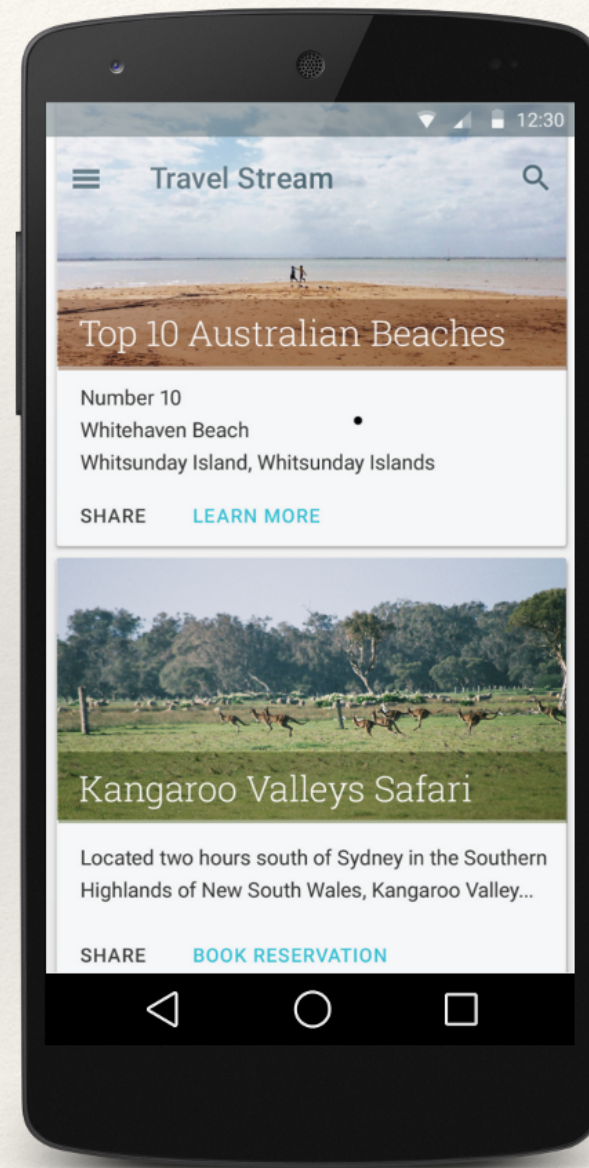 12:30
Travel Stream
Top 10 Australian Beaches
Number 10
Whitehaven Beach
Whitsunday Island, Whitsunday Islands
SHARE LEARN MORE
Kangaroo Valleys Safari
Located two hours south of Sydney in the Southern
Highlands of New South Wales, Kangaroo Valley...
SHARE BOOK RESERVATION